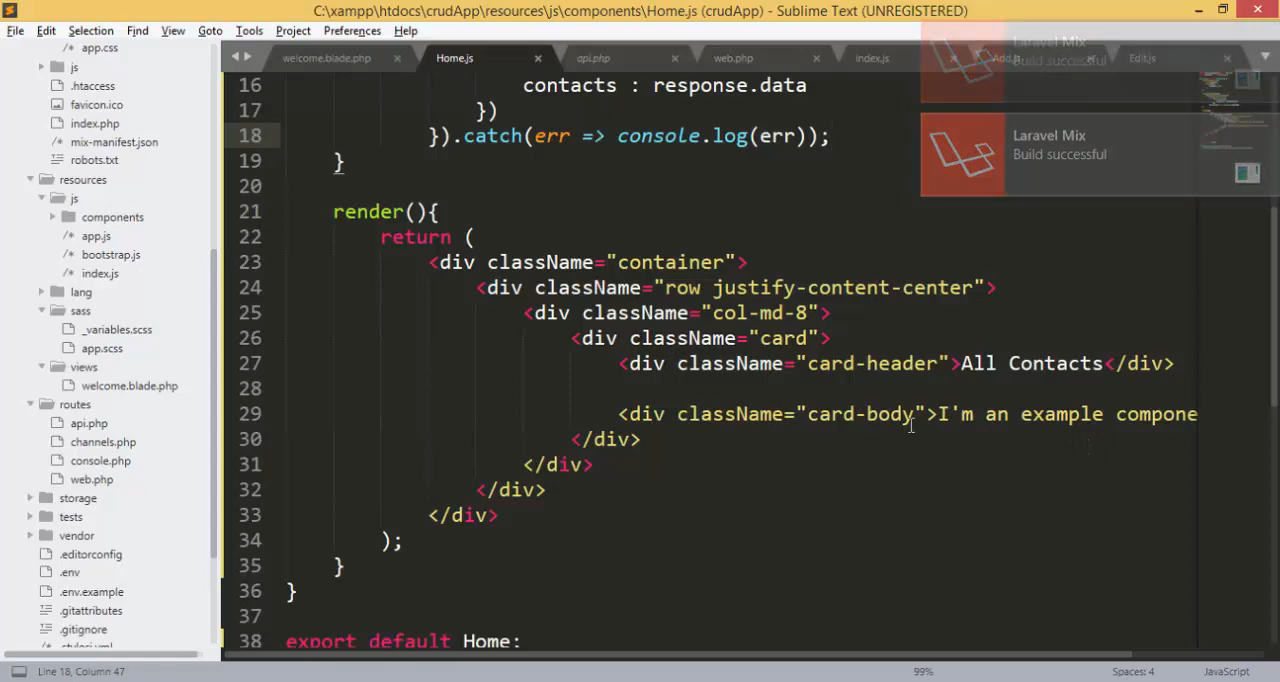 C:\xampp\htdocs\crudApp\resources\js\components\Home.js (crudApp) - Sublime Text (UNREGISTERED)
File Edit Selection Find View Goto Tools Project Preferences Help
app.css
js
.htaccess
favicon.ico
index.php
mix-manifest.json
robots.txt
resources
js
components
app.js
bootstrap.js
index.js
lang
sass
_variables.scss
app.scss
views
welcome.blade.php
routes
api.php
channels.php
console.php
web.php
storage
tests
vendor
.editorconfig
.env
.env.example
.gitattributes
.gitignore
welcome.blade.php Home.js api.php web.php index.js Add.js Edit.js
Laravel Mix
Build successful
Laravel Mix
Build successful
16 contacts : response.data
17 })
18 }).catch(err => console.log(err));
19 }
20
21 render(){
22 return (
23 <div className="container">
24 <div className="row justify-content-center">
25 <div className="col-md-8">
26 <div className="card">
27 <div className="card-header">All Contacts</div>
28
29 <div className="card-body">I'm an example compone
30 </div>
31 </div>
32 </div>
33 </div>
34 );
35 }
36 }
37
38 export default Home;
Line 18, Column 47
99%
Spaces: 4
JavaScript